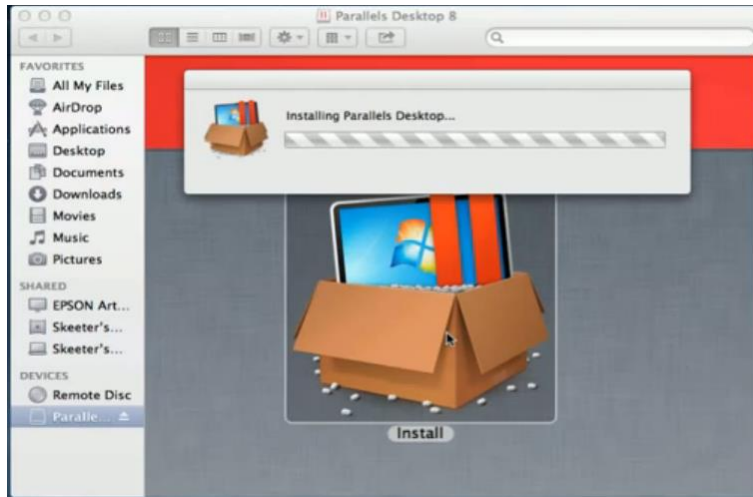 Parallels Desktop 8
FAVORITES
All My Files
AirDrop
Applications
Desktop
Documents
Downloads
Movies
Music
Pictures
SHARED
EPSON Art...
Skeeter's...
Skeeter's...
DEVICES
Remote Disc
Paralle...
Installing Parallels Desktop...
Install